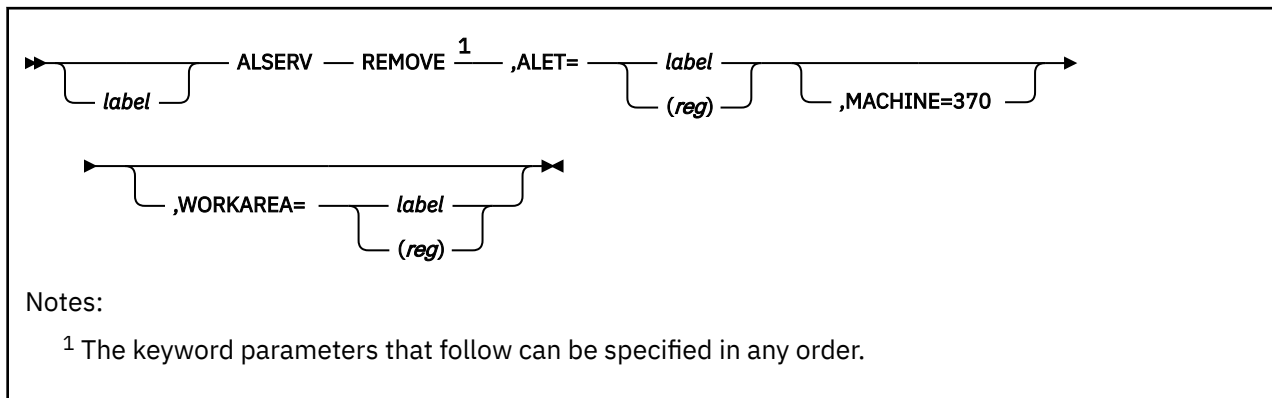 ALSERV REMOVE 1 ,ALET= label
label (reg) ,MACHINE=370
,WORKAREA= label
(reg)
Notes:
1 The keyword parameters that follow can be specified in any order.